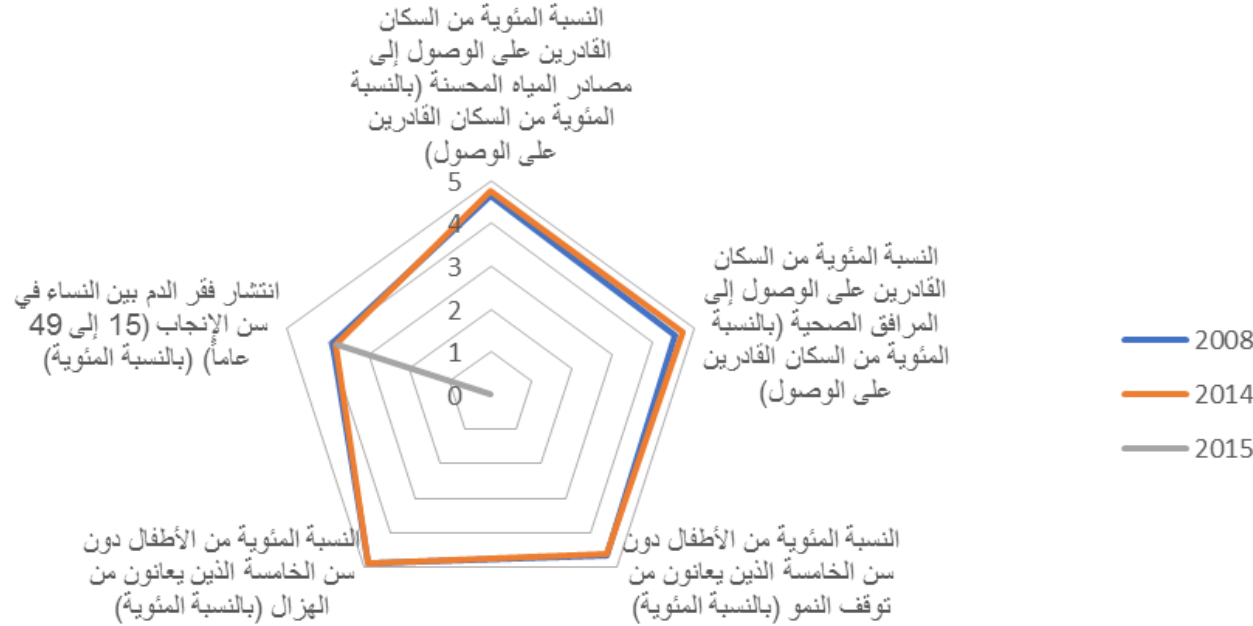 النسبة المئوية من السكان
القادرين على الوصول إلى
مصادر المياه المحسنة (بالنسبة
المئوية من السكان القادرين
على الوصول)
5
4
3
2
1
0
النسبة المئوية من السكان
القادرين على الوصول إلى
المرافق الصحية (بالنسبة
المئوية من السكان القادرين
على الوصول)
النسبة المئوية من الأطفال دون
سن الخامسة الذين يعانون من
توقف النمو (بالنسبة المئوية)
النسبة المئوية من الأطفال دون
سن الخامسة الذين يعانون من
الهزال (بالنسبة المئوية)
انتشار فقر الدم بين النساء في
سن الإنجاب (15 إلى 49
عاماً) (بالنسبة المئوية)
2008
2014
2015